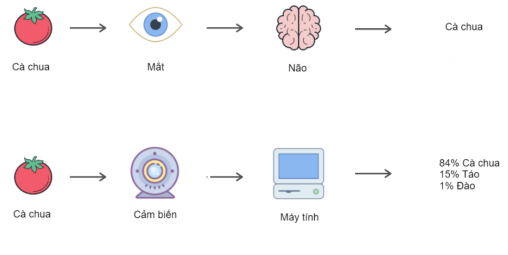 Cà chua
Mắt
Não
Cà chua
Cà chua
Cảm biến
Máy tính
84% Cà chua
15% Táo
1% Đào